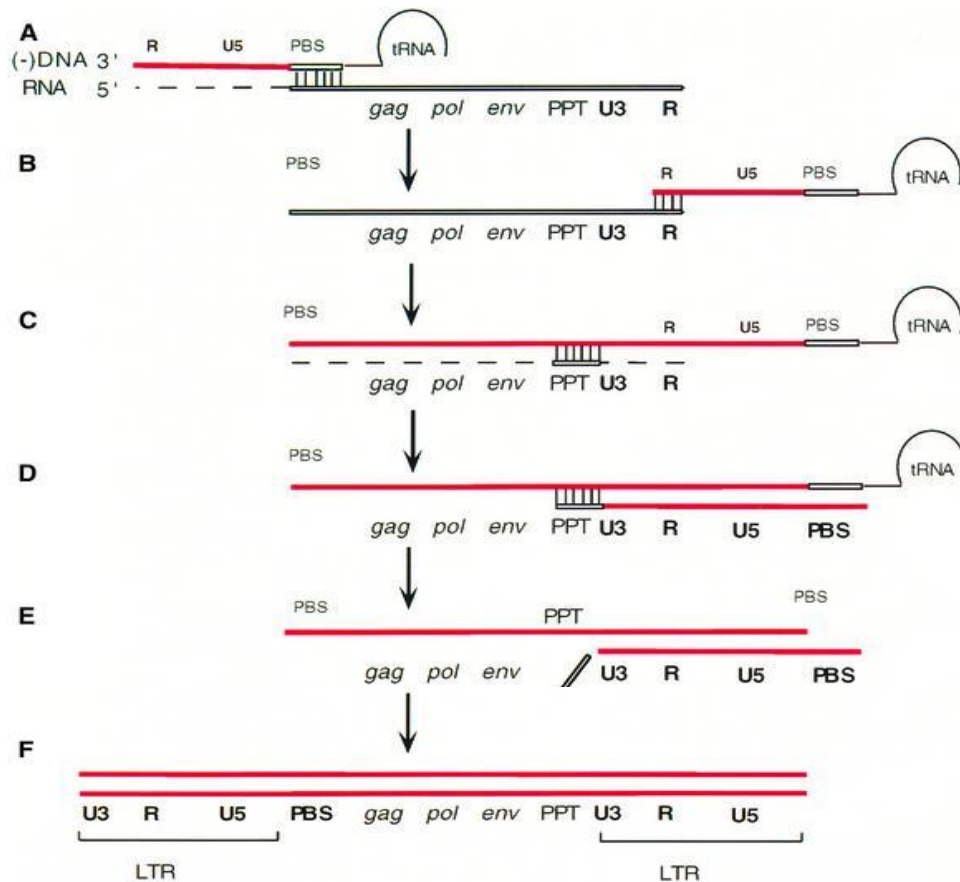 A
R U5 PBS tRNA
(-)DNA 3'
RNA 5'
gag pol env PPT U3 R
B
PBS R U5 PBS tRNA
gag pol env PPT U3 R
C
PBS R U5 PBS tRNA
gag pol env PPT U3 R
D
PBS tRNA
gag pol env PPT U3 R U5 PBS
E
PBS PPT PBS
gag pol env U3 R U5 PBS
F
U3 R U5 PBS gag pol env PPT U3 R U5
LTR LTR